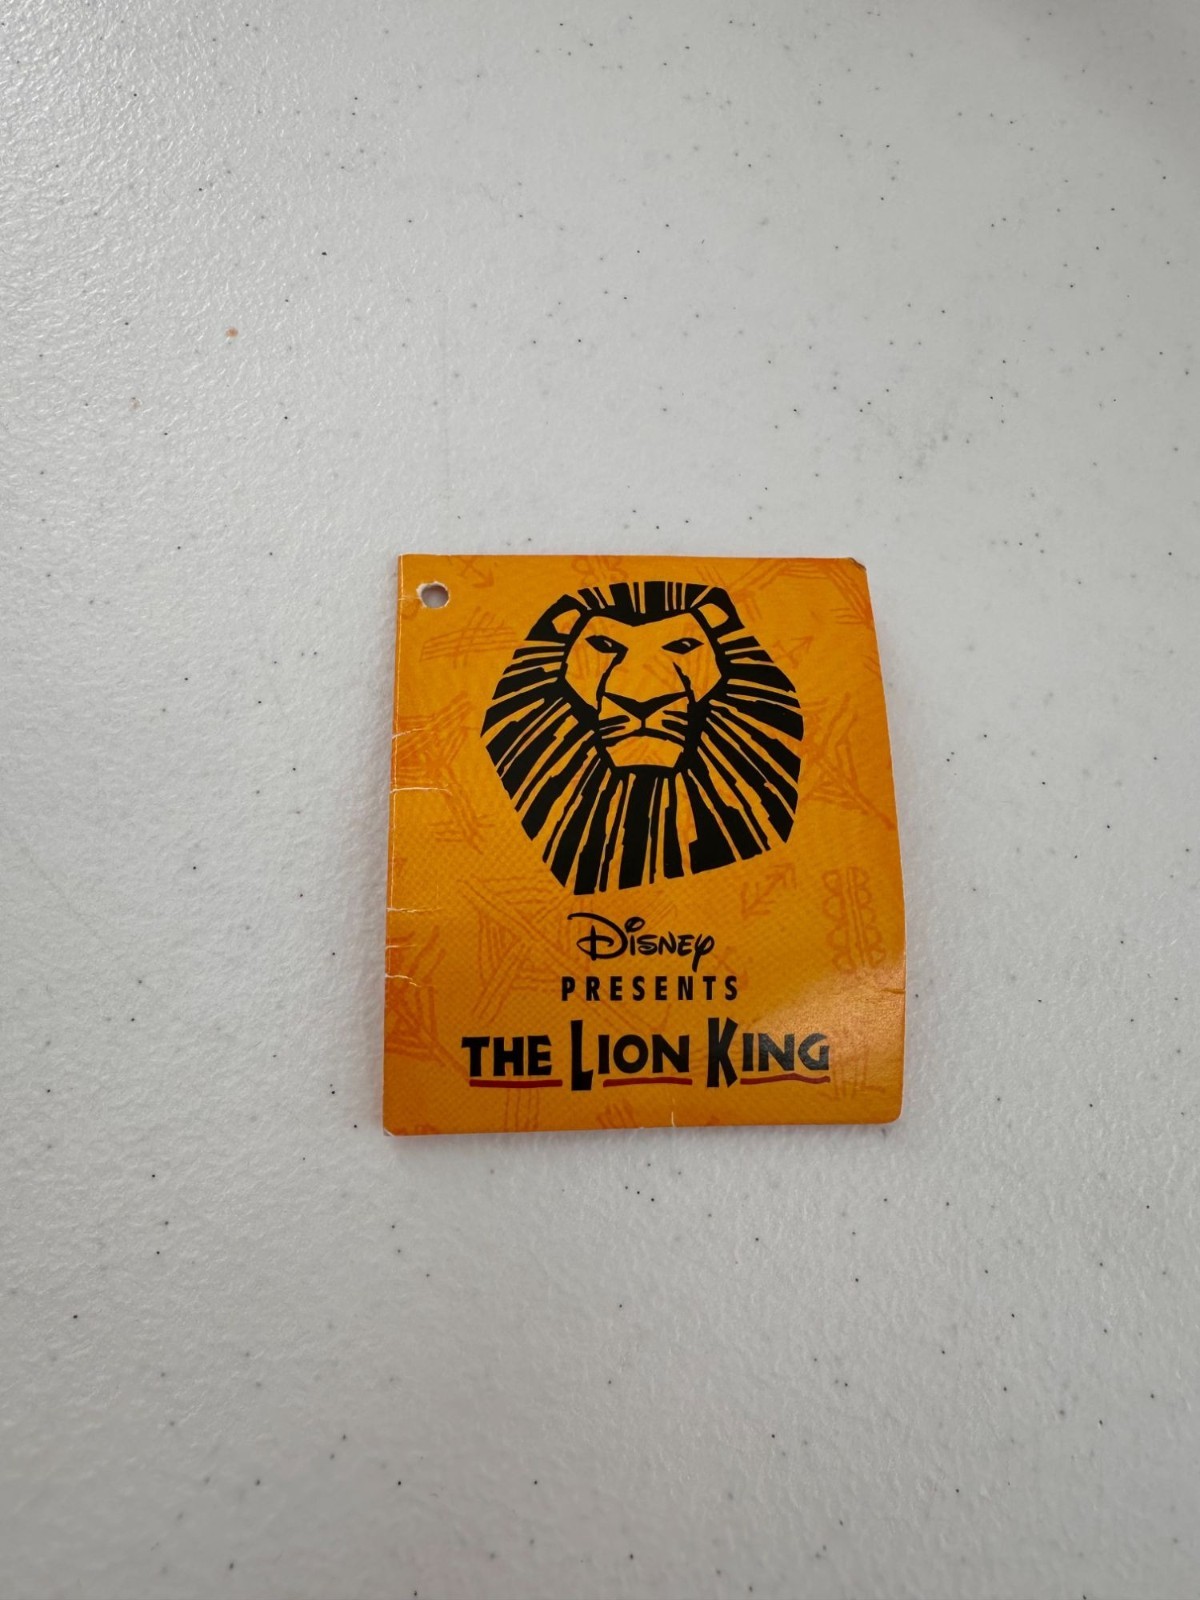 Disney
PRESENTS
THE LION KING